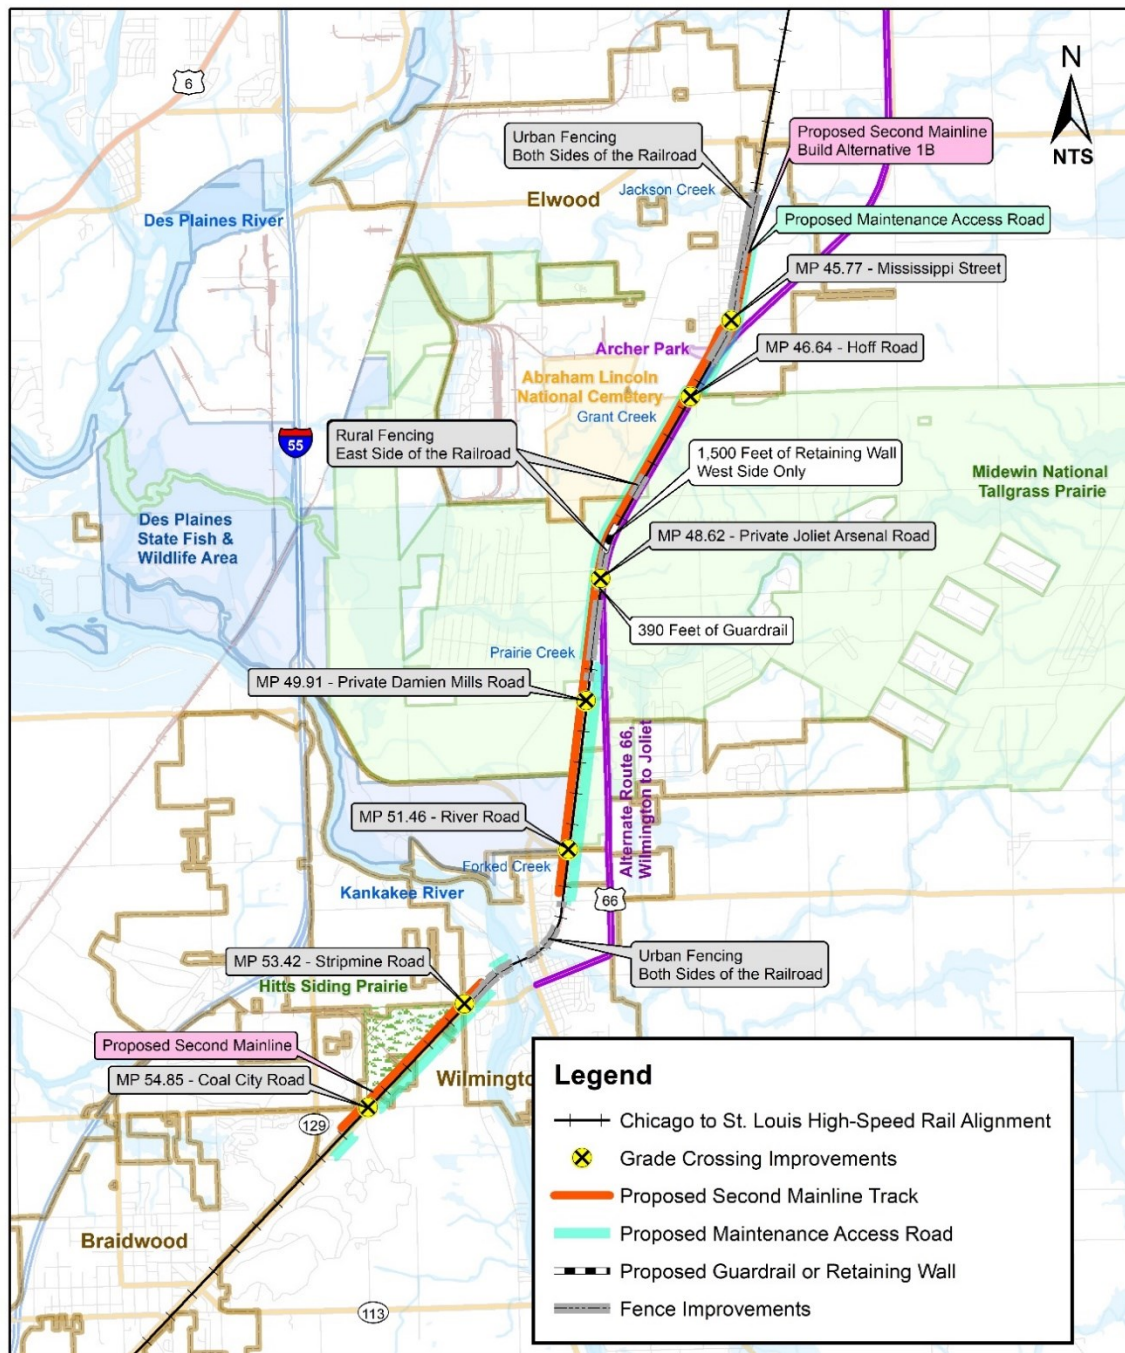 N
NTS
6
Urban Fencing
Both Sides of the Railroad
Proposed Second Mainline
Build Alternative 1B
Jackson Creek
Elwood
Des Plaines River
Proposed Maintenance Access Road
MP 45.77 - Mississippi Street
Archer Park
MP 46.64 - Hoff Road
Abraham Lincoln
National Cemetery
Grant Creek
55
Rural Fencing
East Side of the Railroad
1,500 Feet of Retaining Wall
West Side Only
Midewin National
Tallgrass Prairie
Des Plaines
State Fish &
Wildlife Area
MP 48.62 - Private Joliet Arsenal Road
390 Feet of Guardrail
Prairie Creek
MP 49.91 - Private Damien Mills Road
Alternate Route 66,
Wilmington to Joliet
MP 51.46 - River Road
Forked Creek
Kankakee River
66
MP 53.42 - Stripmine Road
Urban Fencing
Both Sides of the Railroad
Hitts Siding Prairie
Proposed Second Mainline
MP 54.85 - Coal City Road
Wilmingto
129
Braidwood
113
Legend
Chicago to St. Louis High-Speed Rail Alignment
Grade Crossing Improvements
Proposed Second Mainline Track
Proposed Maintenance Access Road
Proposed Guardrail or Retaining Wall
Fence Improvements